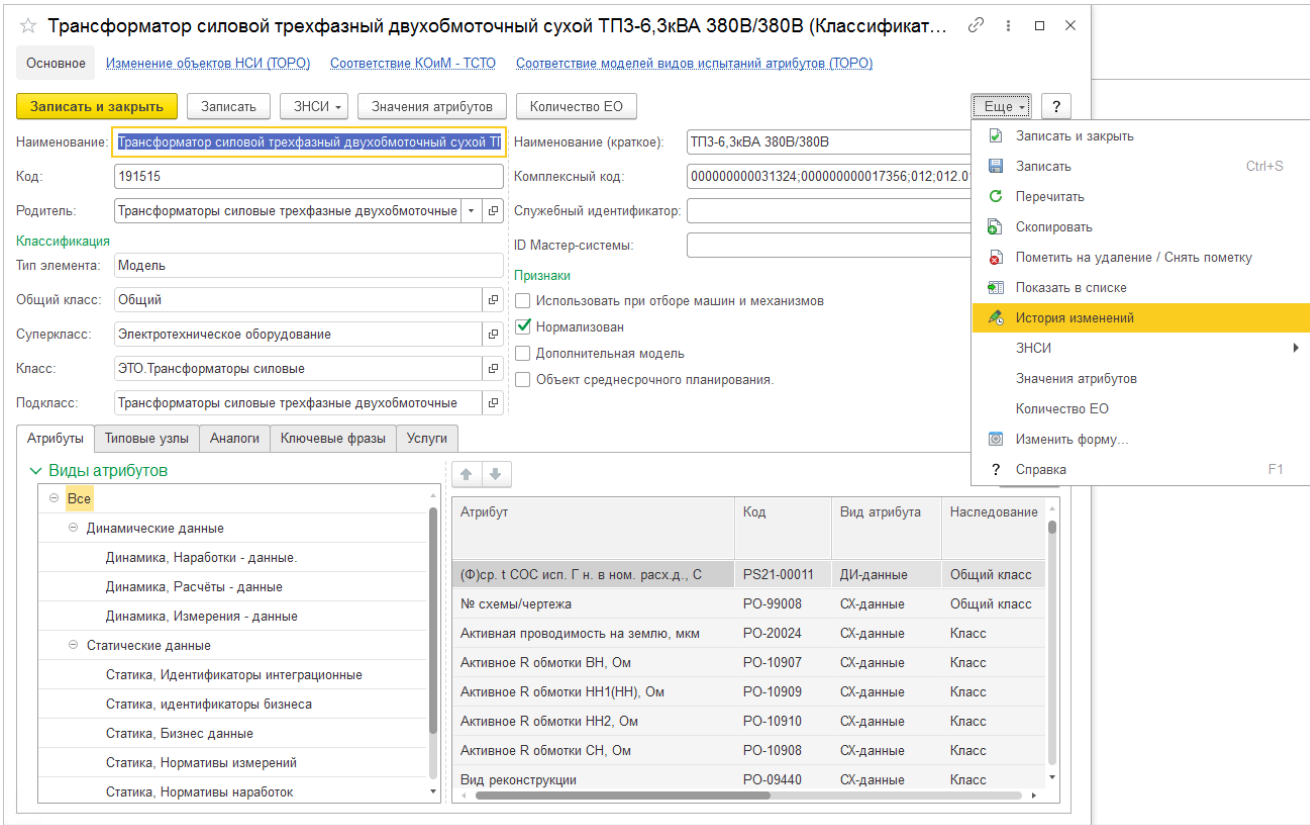 Трансформатор силовой трехфазный двухобмоточный сухой ТП3-6,3кВА 380В/380В (Классификат...
Основное Изменение объектов НСИ (ТОРО) Соответствие КОиМ - ТСТО Соответствие моделей видов испытаний атрибутов (ТОРО)
Записать и закрыть Записать ЗНСИ Значения атрибутов Количество ЕО Еще ?
Наименование: Трансформатор силовой трехфазный двухобмоточный сухой ТГ Наименование (краткое): ТП3-6,3кВА 380В/380В
Код: 191515 Комплексный код: 000000000031324;000000000017356;012;012.0
Родитель: Трансформаторы силовые трехфазные двухобмоточные Служебный идентификатор:
Классификация ID Мастер-системы:
Тип элемента: Модель Признаки
Общий класс: Общий Использовать при отборе машин и механизмов
Суперкласс: Электротехническое оборудование Нормализован
Дополнительная модель
Класс: ЭТО.Трансформаторы силовые Объект среднесрочного планирования.
Подкласс: Трансформаторы силовые трехфазные двухобмоточные
Записать и закрыть
Записать Ctrl+S
Перечитать
Скопировать
Пометить на удаление / Снять пометку
Показать в списке
История изменений
ЗНСИ
Значения атрибутов
Количество ЕО
Изменить форму...
? Справка F1
Атрибуты Типовые узлы Аналоги Ключевые фразы Услуги
Виды атрибутов
Все
Динамические данные
Динамика, Наработки - данные.
Динамика, Расчёты - данные
Динамика, Измерения - данные
Статические данные
Статика, Идентификаторы интеграционные
Статика, идентификаторы бизнеса
Статика, Бизнес данные
Статика, Нормативы измерений
Статика, Нормативы наработок
Атрибут Код Вид атрибута Наследование
(Ф)ср. t СОС исп. Г н. в ном. расх.д., С PS21-00011 ДИ-данные Общий класс
№ схемы/чертежа PO-99008 СХ-данные Общий класс
Активная проводимость на землю, мкм PO-20024 СХ-данные Класс
Активное R обмотки ВН, Ом PO-10907 СХ-данные Класс
Активное R обмотки НН1(НН), Ом PO-10909 СХ-данные Класс
Активное R обмотки НН2, Ом PO-10910 СХ-данные Класс
Активное R обмотки СН, Ом PO-10908 СХ-данные Класс
Вид реконструкции PO-09440 СХ-данные Класс